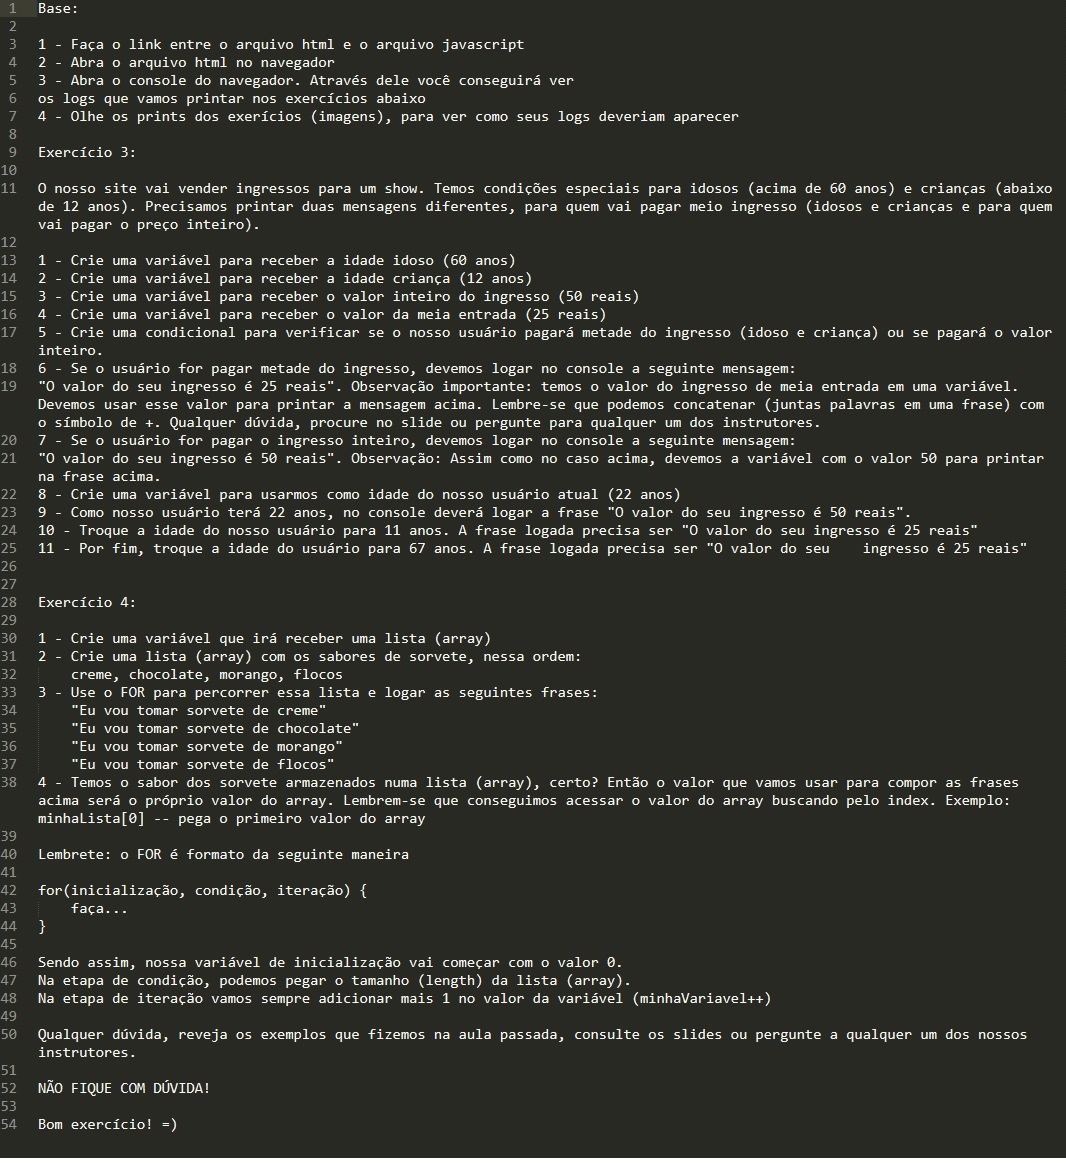 1 Base:
2
3 1 - Faça o link entre o arquivo html e o arquivo javascript
4 2 - Abra o arquivo html no navegador
5 3 - Abra o console do navegador. Através dele você conseguirá ver
6 os logs que vamos printar nos exercícios abaixo
7 4 - Olhe os prints dos exerícios (imagens), para ver como seus logs deveriam aparecer
8
9 Exercício 3:
10
11 O nosso site vai vender ingressos para um show. Temos condições especiais para idosos (acima de 60 anos) e crianças (abaixo
de 12 anos). Precisamos printar duas mensagens diferentes, para quem vai pagar meio ingresso (idosos e crianças e para quem
vai pagar o preço inteiro).
12
13 1 - Crie uma variável para receber a idade idoso (60 anos)
14 2 - Crie uma variável para receber a idade criança (12 anos)
15 3 - Crie uma variável para receber o valor inteiro do ingresso (50 reais)
16 4 - Crie uma variável para receber o valor da meia entrada (25 reais)
17 5 - Crie uma condicional para verificar se o nosso usuário pagará metade do ingresso (idoso e criança) ou se pagará o valor
inteiro.
18 6 - Se o usuário for pagar metade do ingresso, devemos logar no console a seguinte mensagem:
19 "O valor do seu ingresso é 25 reais". Observação importante: temos o valor do ingresso de meia entrada em uma variável.
Devemos usar esse valor para printar a mensagem acima. Lembre-se que podemos concatenar (juntas palavras em uma frase) com
o símbolo de +. Qualquer dúvida, procure no slide ou pergunte para qualquer um dos instrutores.
20 7 - Se o usuário for pagar o ingresso inteiro, devemos logar no console a seguinte mensagem:
21 "O valor do seu ingresso é 50 reais". Observação: Assim como no caso acima, devemos a variável com o valor 50 para printar
na frase acima.
22 8 - Crie uma variável para usarmos como idade do nosso usuário atual (22 anos)
23 9 - Como nosso usuário terá 22 anos, no console deverá logar a frase "O valor do seu ingresso é 50 reais".
24 10 - Troque a idade do nosso usuário para 11 anos. A frase logada precisa ser "O valor do seu ingresso é 25 reais"
25 11 - Por fim, troque a idade do usuário para 67 anos. A frase logada precisa ser "O valor do seu    ingresso é 25 reais"
26
27
28 Exercício 4:
29
30 1 - Crie uma variável que irá receber uma lista (array)
31 2 - Crie uma lista (array) com os sabores de sorvete, nessa ordem:
32     creme, chocolate, morango, flocos
33 3 - Use o FOR para percorrer essa lista e logar as seguintes frases:
34     "Eu vou tomar sorvete de creme"
35     "Eu vou tomar sorvete de chocolate"
36     "Eu vou tomar sorvete de morango"
37     "Eu vou tomar sorvete de flocos"
38 4 - Temos o sabor dos sorvete armazenados numa lista (array), certo? Então o valor que vamos usar para compor as frases
acima será o próprio valor do array. Lembrem-se que conseguimos acessar o valor do array buscando pelo index. Exemplo:
minhaLista[0] -- pega o primeiro valor do array
39
40 Lembrete: o FOR é formato da seguinte maneira
41
42 for(inicialização, condição, iteração) {
43     faça...
44 }
45
46 Sendo assim, nossa variável de inicialização vai começar com o valor 0.
47 Na etapa de condição, podemos pegar o tamanho (length) da lista (array).
48 Na etapa de iteração vamos sempre adicionar mais 1 no valor da variável (minhaVariavel++)
49
50 Qualquer dúvida, reveja os exemplos que fizemos na aula passada, consulte os slides ou pergunte a qualquer um dos nossos
instrutores.
51
52 NÃO FIQUE COM DÚVIDA!
53
54 Bom exercício! =)